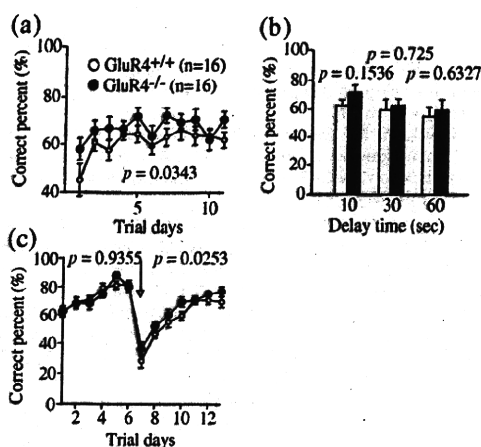 (a)
Correct percent (%)
100
80
60
40
GluR4+/+ (n=16)
GluR4-/- (n=16)
p = 0.0343
5
10
Trial days
(b)
Correct percent (%)
100
80
60
40
20
0
p = 0.725
p = 0.1536
p = 0.6327
10
30
60
Delay time (sec)
(c)
Correct percent (%)
100
80
60
40
20
0
p = 0.9355
p = 0.0253
2
4
6
8
10
12
Trial days